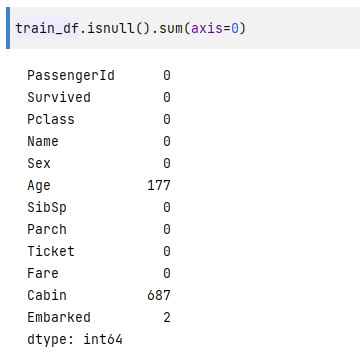 train_df.isnull().sum(axis=0)
PassengerId 0
Survived 0
Pclass 0
Name 0
Sex 0
Age 177
SibSp 0
Parch 0
Ticket 0
Fare 0
Cabin 687
Embarked 2
dtype: int64